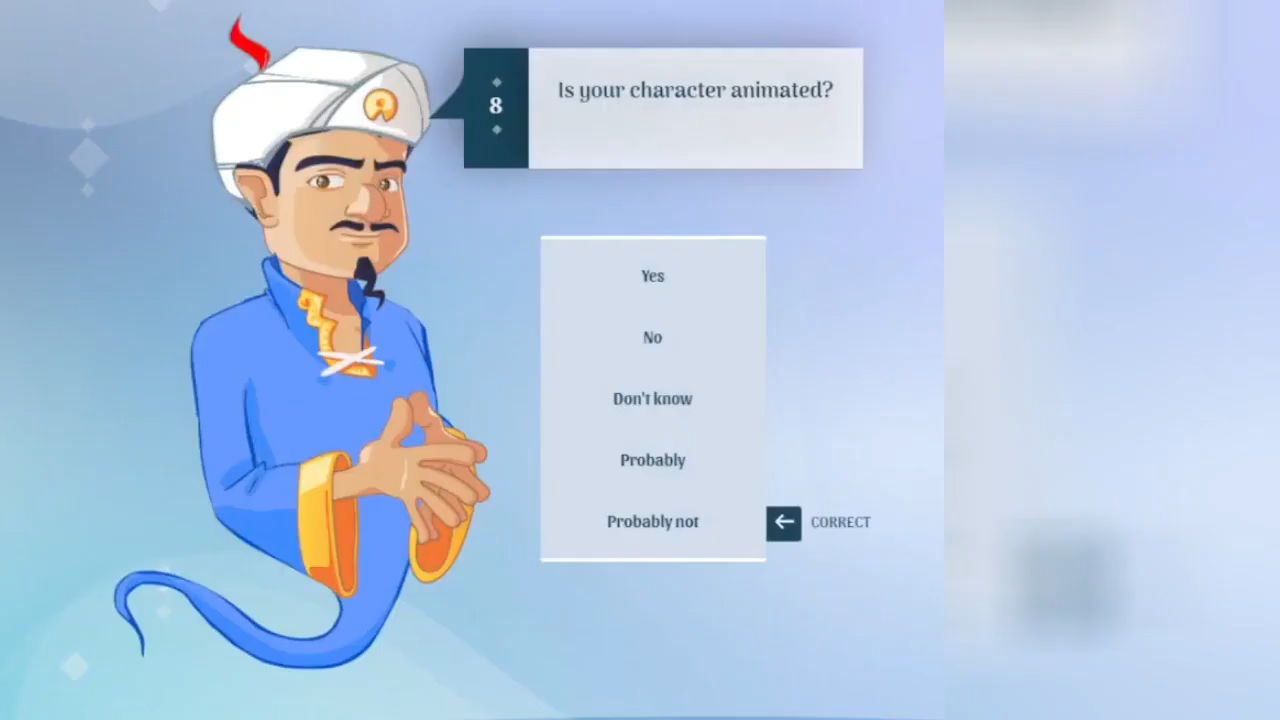 8
Is your character animated?
Yes
No
Don't know
Probably
Probably not
CORRECT